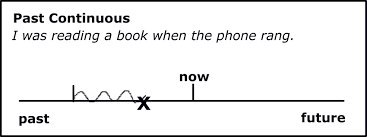 Past Continuous
I was reading a book when the phone rang.
now
X
past future